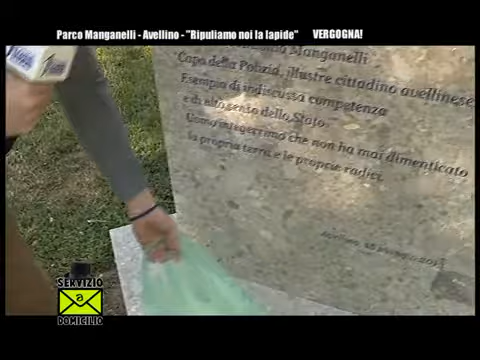 Parco Manganelli - Avellino - "Ripuliamo noi la lapide" VERGOGNA!
Manganelli
"Capo della Polizia, illustre cittadino avellinese
Esempio di indiscussa competenza
e di alto senso dello Stato.
Uomo integerrimo che non ha mai dimenticato
la propria terra e le proprie radici.
SERVIZIO
a
DOMICILIO